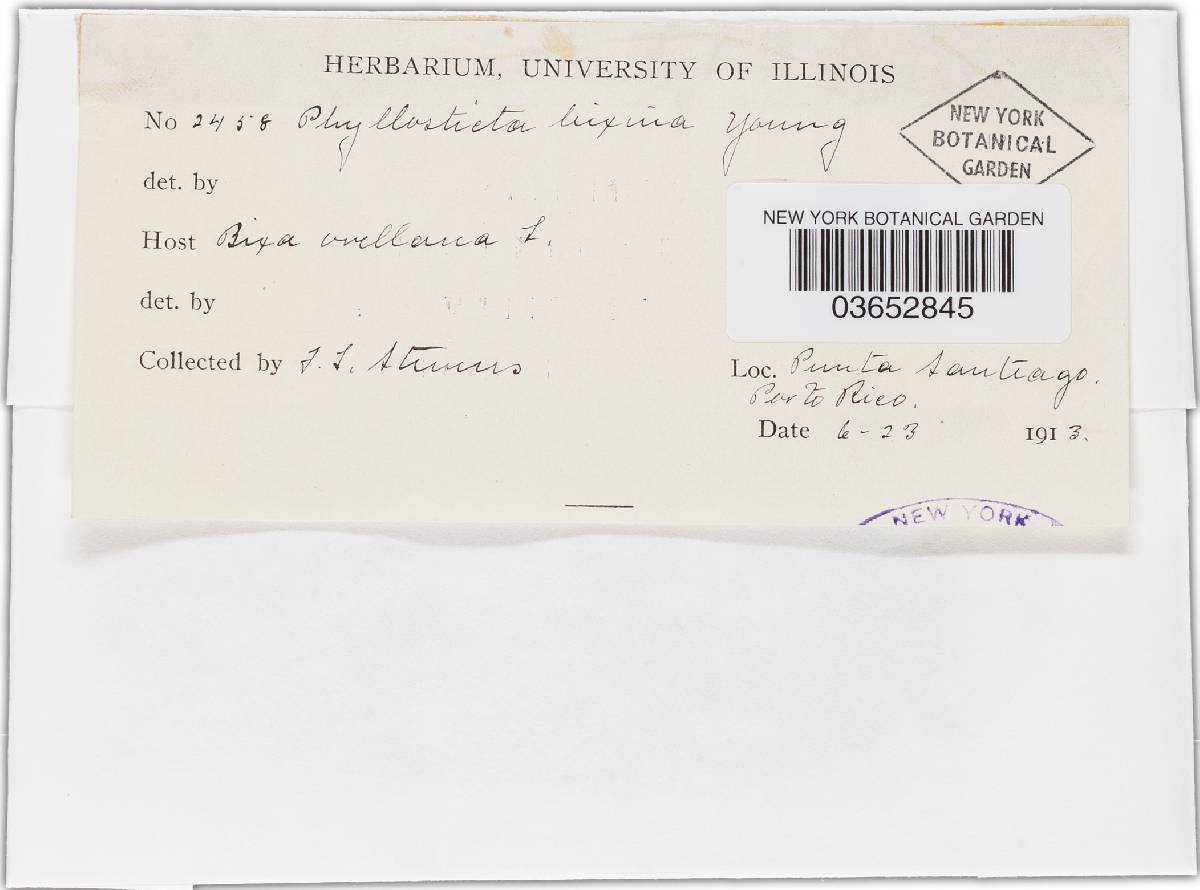 HERBARIUM, UNIVERSITY OF ILLINOIS
No 2458 Phyllosticta bixina Young
NEW YORK
BOTANICAL
GARDEN
det. by
NEW YORK BOTANICAL GARDEN
03652845
Host Bixa orellana L.
det. by
Collected by F. L. Stevens
Loc. Punta Santiago.
Porto Rico.
Date 6-23 1913.
NEW YORK